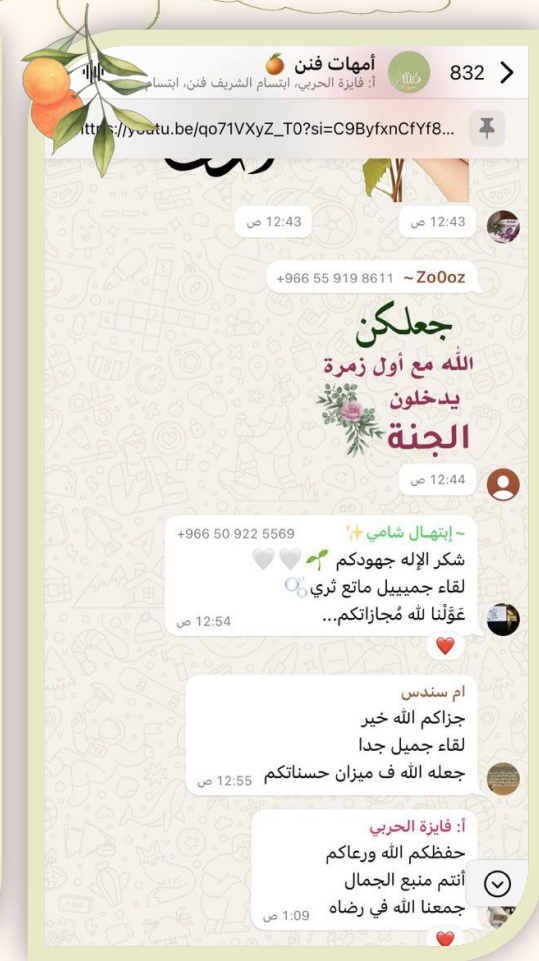 832
أمهات فنن 🍊
أ: فايزة الحربي، ابتسام الشريف فنن، ابتسام
ttps://youtu.be/qo71VXyZ_T0?si=C9ByfxnCfYf8...
12:43 ص
12:43 ص
~Zo0oz +966 55 919 8611
جعلكن
الله مع أول زمرة
يدخلون
الجنة
12:44 ص
~ إبتهـال شامي✨ +966 50 922 5569
شكر الإله جهودكم 🌱🤍🤍
لقاء جمييييل ماتع ثري🫧
عَوَّلْنا لله مُجازاتكم...
12:54 ص
ام سندس
جزاكم الله خير
لقاء جميل جدا
جعله الله ف ميزان حسناتكم
12:55 ص
أ: فايزة الحربي
حفظكم الله ورعاكم
أنتم منبع الجمال
جمعنا الله في رضاه
1:09 ص